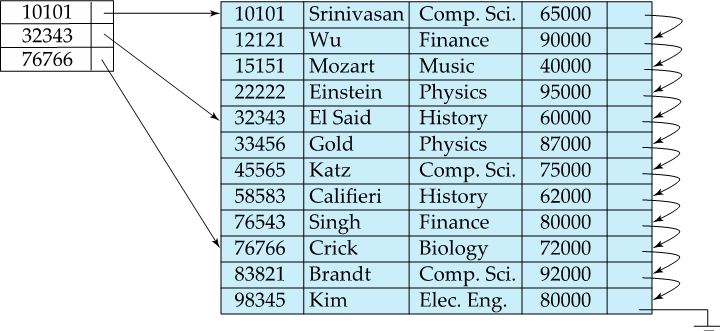 10101
32343
76766
10101 Srinivasan Comp. Sci. 65000
12121 Wu Finance 90000
15151 Mozart Music 40000
22222 Einstein Physics 95000
32343 El Said History 60000
33456 Gold Physics 87000
45565 Katz Comp. Sci. 75000
58583 Califieri History 62000
76543 Singh Finance 80000
76766 Crick Biology 72000
83821 Brandt Comp. Sci. 92000
98345 Kim Elec. Eng. 80000